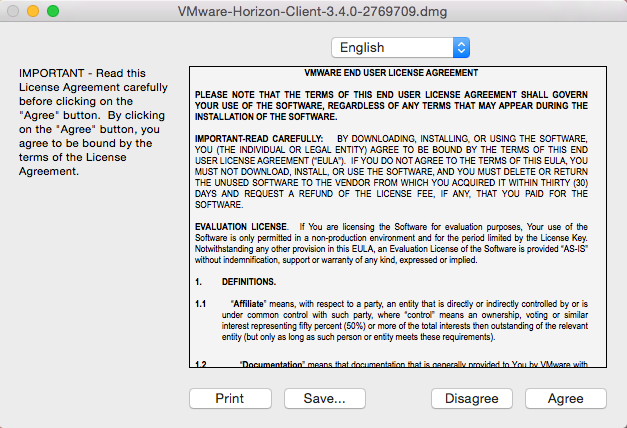 VMware-Horizon-Client-3.4.0-2769709.dmg
English
IMPORTANT - Read this
License Agreement carefully
before clicking on the
"Agree" button.  By clicking
on the "Agree" button, you
agree to be bound by the
terms of the License
Agreement.
VMWARE END USER LICENSE AGREEMENT
PLEASE NOTE THAT THE TERMS OF THIS END USER LICENSE AGREEMENT SHALL GOVERN
YOUR USE OF THE SOFTWARE, REGARDLESS OF ANY TERMS THAT MAY APPEAR DURING THE
INSTALLATION OF THE SOFTWARE.
IMPORTANT-READ CAREFULLY: BY DOWNLOADING, INSTALLING, OR USING THE SOFTWARE,
YOU (THE INDIVIDUAL OR LEGAL ENTITY) AGREE TO BE BOUND BY THE TERMS OF THIS END
USER LICENSE AGREEMENT ("EULA"). IF YOU DO NOT AGREE TO THE TERMS OF THIS EULA, YOU
MUST NOT DOWNLOAD, INSTALL, OR USE THE SOFTWARE, AND YOU MUST DELETE OR RETURN
THE UNUSED SOFTWARE TO THE VENDOR FROM WHICH YOU ACQUIRED IT WITHIN THIRTY (30)
DAYS AND REQUEST A REFUND OF THE LICENSE FEE, IF ANY, THAT YOU PAID FOR THE
SOFTWARE.
EVALUATION LICENSE. If You are licensing the Software for evaluation purposes, Your use of the
Software is only permitted in a non-production environment and for the period limited by the License Key.
Notwithstanding any other provision in this EULA, an Evaluation License of the Software is provided "AS-IS"
without indemnification, support or warranty of any kind, expressed or implied.
1. DEFINITIONS.
1.1 "Affiliate" means, with respect to a party, an entity that is directly or indirectly controlled by or is
under common control with such party, where "control" means an ownership, voting or similar
interest representing fifty percent (50%) or more of the total interests then outstanding of the relevant
entity (but only as long as such person or entity meets these requirements).
1.2 "Documentation" means that documentation that is generally provided to You by VMware with
Print
Save...
Disagree
Agree